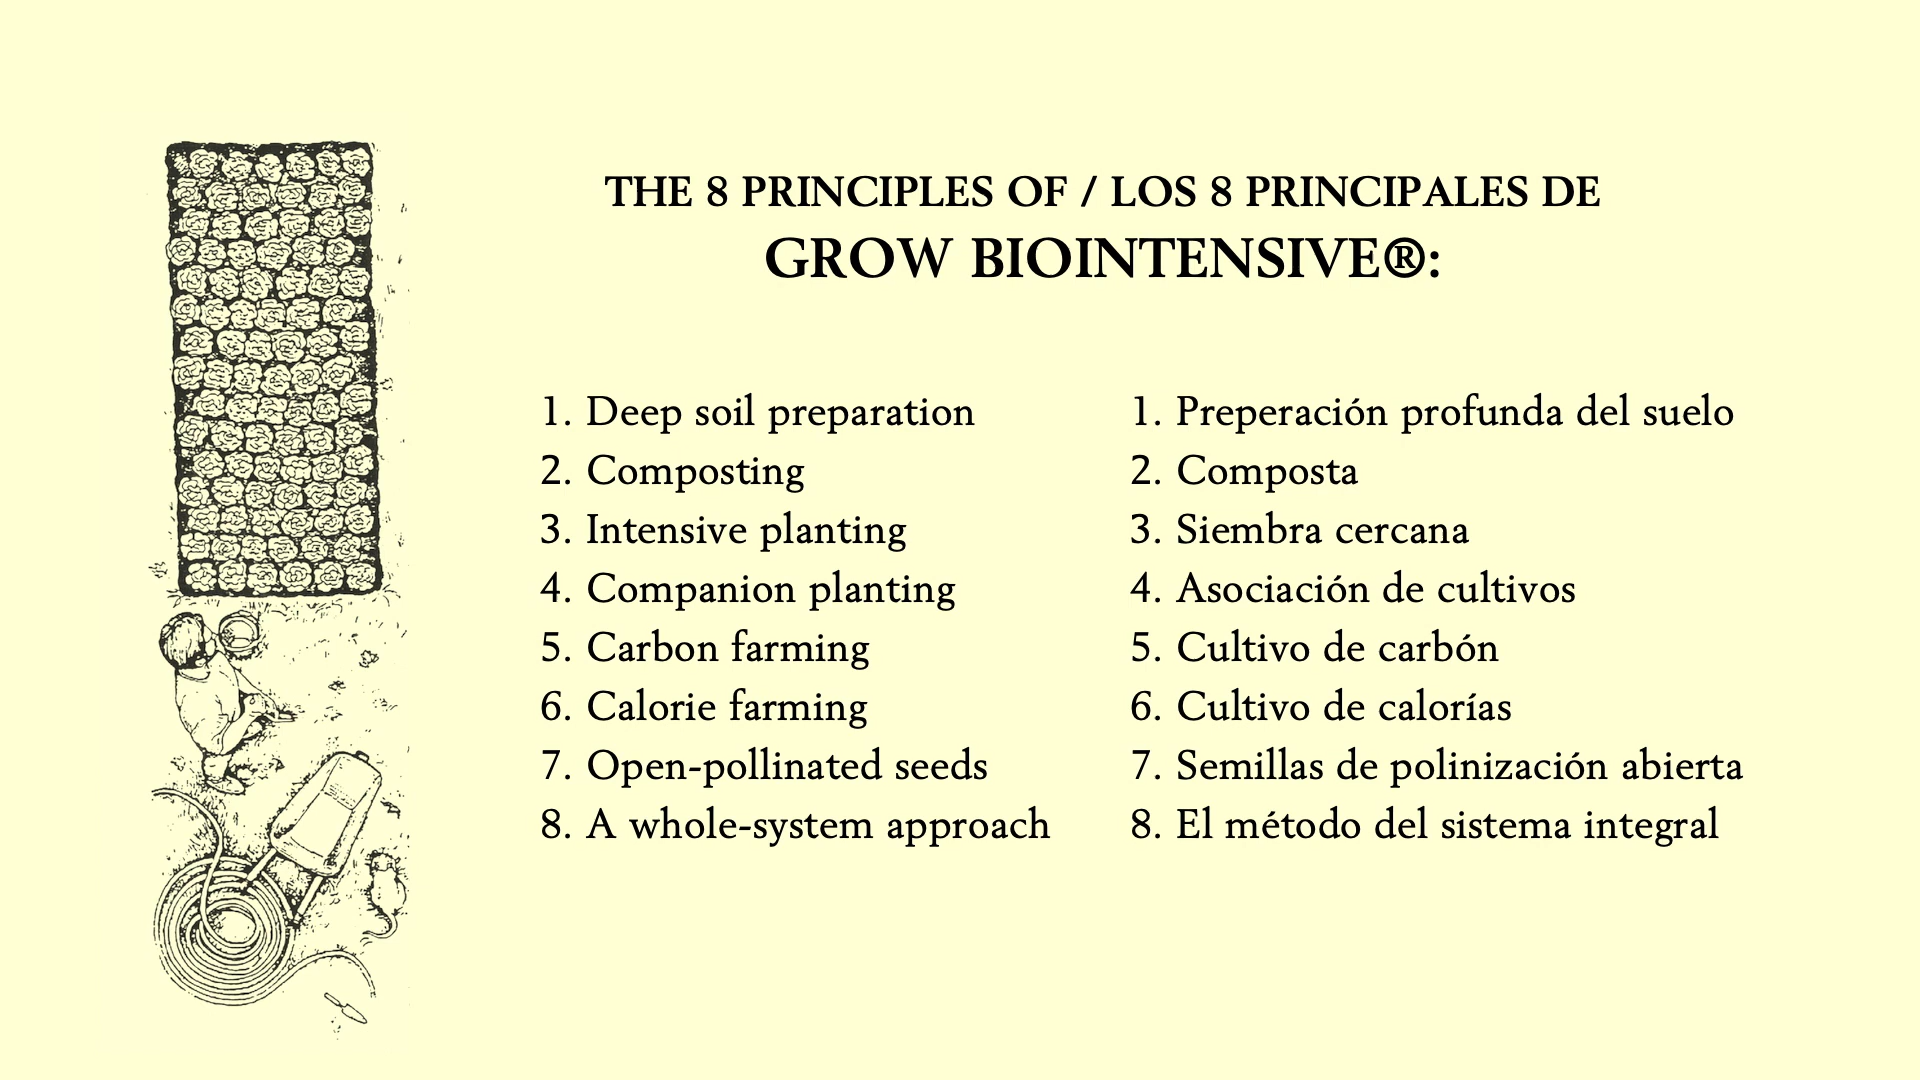 THE 8 PRINCIPLES OF / LOS 8 PRINCIPALES DE
GROW BIOINTENSIVE®:
1. Deep soil preparation
2. Composting
3. Intensive planting
4. Companion planting
5. Carbon farming
6. Calorie farming
7. Open-pollinated seeds
8. A whole-system approach
1. Preperación profunda del suelo
2. Composta
3. Siembra cercana
4. Asociación de cultivos
5. Cultivo de carbón
6. Cultivo de calorías
7. Semillas de polinización abierta
8. El método del sistema integral